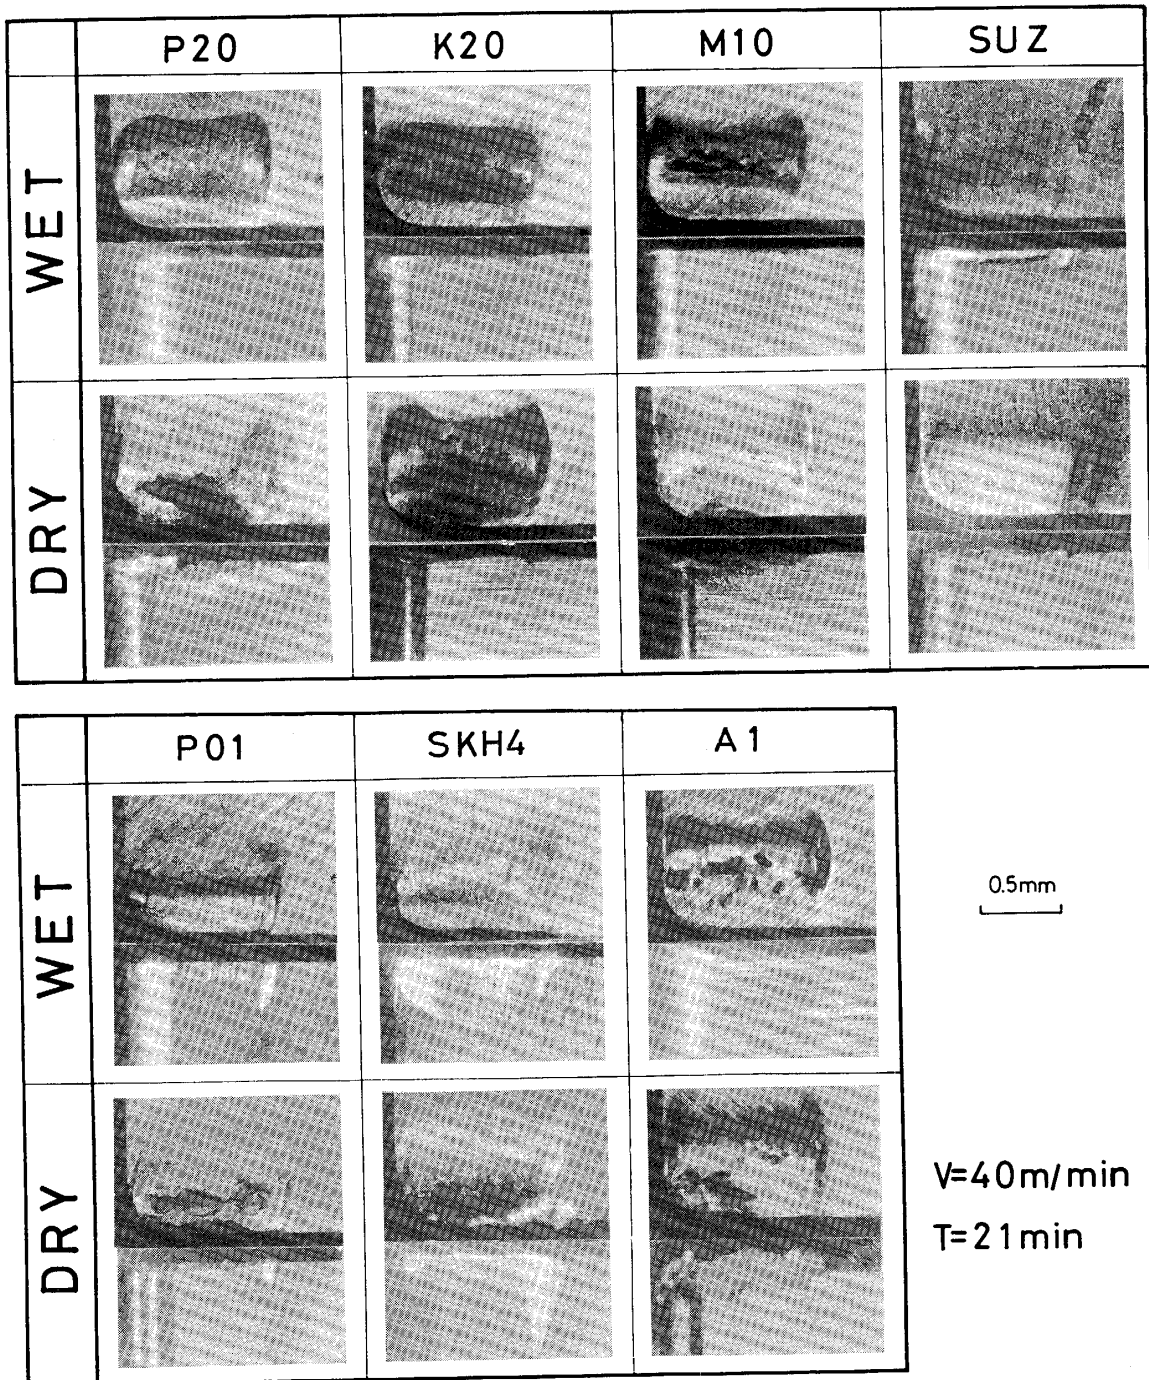 P20 K20 M10 SUZ
WET
DRY
P01 SKH4 A1
WET
DRY
0.5mm
V=40m/min
T=21min